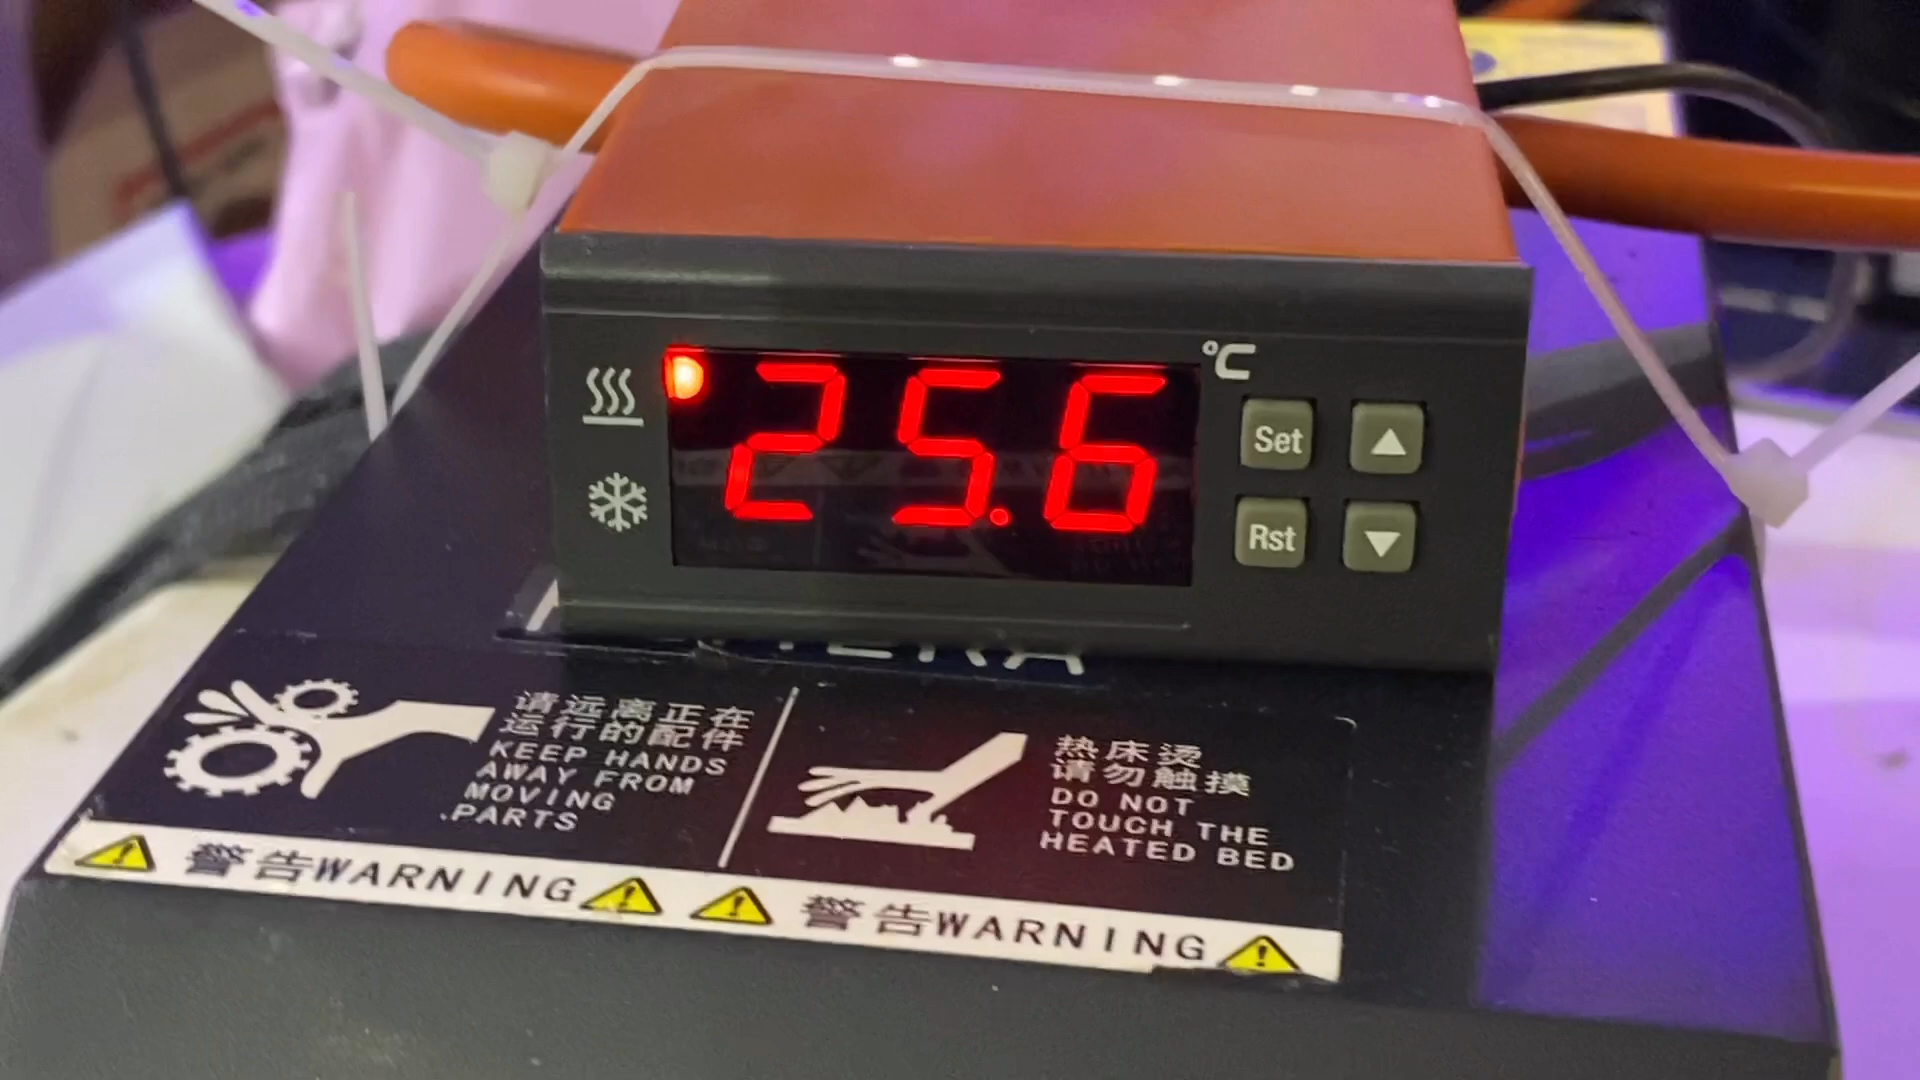 25.6
°C
Set
Rst
请远离正在
运行的配件
KEEP HANDS
AWAY FROM
MOVING
PARTS
热床烫
请勿触摸
DO NOT
TOUCH THE
HEATED BED
警告WARNING
警告WARNING